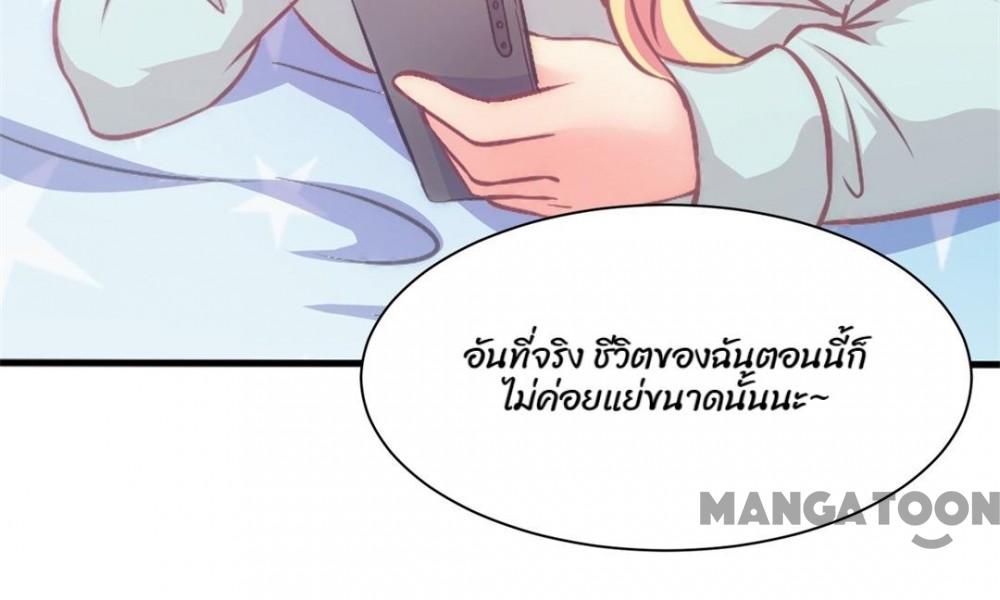 อันที่จริง ชีวิตของฉันตอนนี้ก็
ไม่ค่อยแย่ขนาดนั้นนะ~
MANGATOON